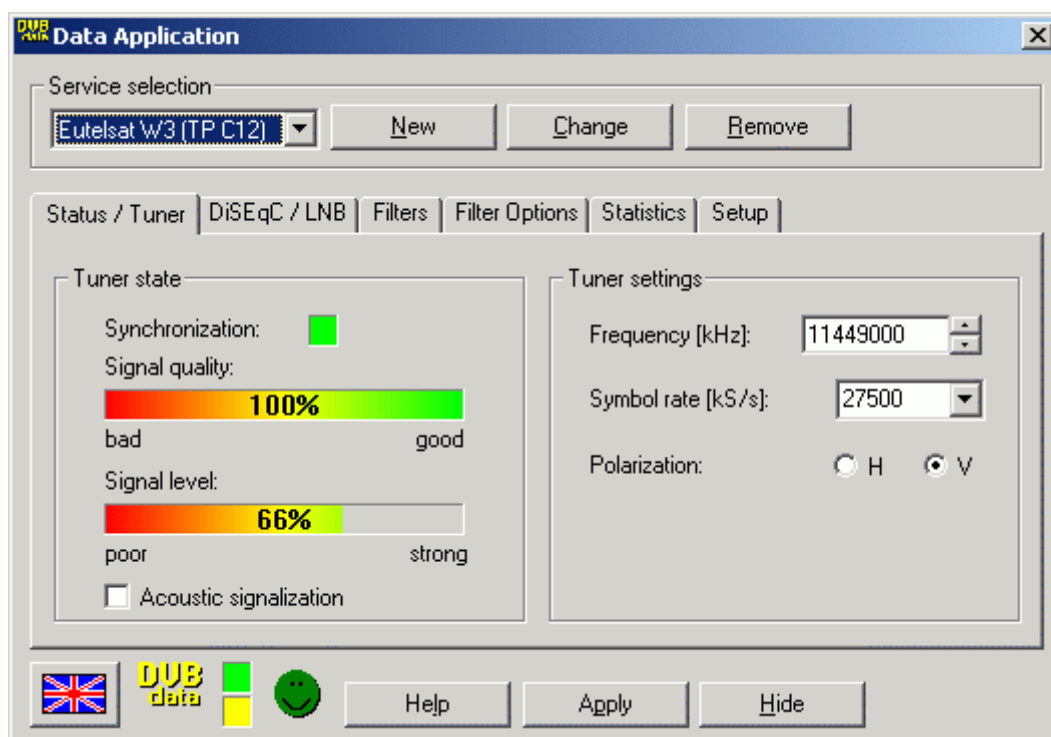 DVB data Data Application
Service selection
Eutelsat W3 (TP C12) New Change Remove
Status / Tuner DiSEqC / LNB Filters Filter Options Statistics Setup
Tuner state
Synchronization:
Signal quality:
100%
bad good
Signal level:
66%
poor strong
Acoustic signalization
Tuner settings
Frequency [kHz]: 11449000
Symbol rate [kS/s]: 27500
Polarization: H V
DVB
data
Help Apply Hide